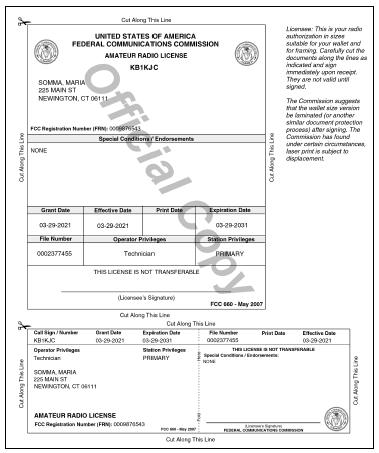 Cut Along This Line
UNITED STATES OF AMERICA
FEDERAL COMMUNICATIONS COMMISSION
AMATEUR RADIO LICENSE
KB1KJC
SOMMA, MARIA
225 MAIN ST
NEWINGTON, CT 06111
FCC Registration Number (FRN): 0009876543
Special Conditions / Endorsements
NONE
Grant Date Effective Date Print Date Expiration Date
03-29-2021 03-29-2021 03-29-2031
File Number Operator Privileges Station Privileges
0002377455 Technician PRIMARY
THIS LICENSE IS NOT TRANSFERABLE
(Licensee's Signature)
FCC 660 - May 2007
Official Copy
Cut Along This Line
Cut Along This Line
Licensee: This is your radio
authorization in sizes
suitable for your wallet and
for framing. Carefully cut the
documents along the lines as
indicated and sign
immediately upon receipt.
They are not valid until
signed.
The Commission suggests
that the wallet size version
be laminated (or another
similar document protection
process) after signing. The
Commission has found
under certain circumstances,
laser print is subject to
displacement.
Cut Along This Line
Cut Along This Line
Call Sign / Number Grant Date Expiration Date
KB1KJC 03-29-2021 03-29-2031
Operator Privileges Station Privileges
Technician PRIMARY
SOMMA, MARIA
225 MAIN ST
NEWINGTON, CT 06111
AMATEUR RADIO LICENSE
FCC Registration Number (FRN): 0009876543
FCC 660 - May 2007
Fold
Here
File Number Print Date Effective Date
0002377455 03-29-2021
THIS LICENSE IS NOT TRANSFERABLE
Special Conditions / Endorsements:
NONE
(Licensee's Signature)
FEDERAL COMMUNICATIONS COMMISSION
Cut Along This Line
Cut Along This Line
Cut Along This Line